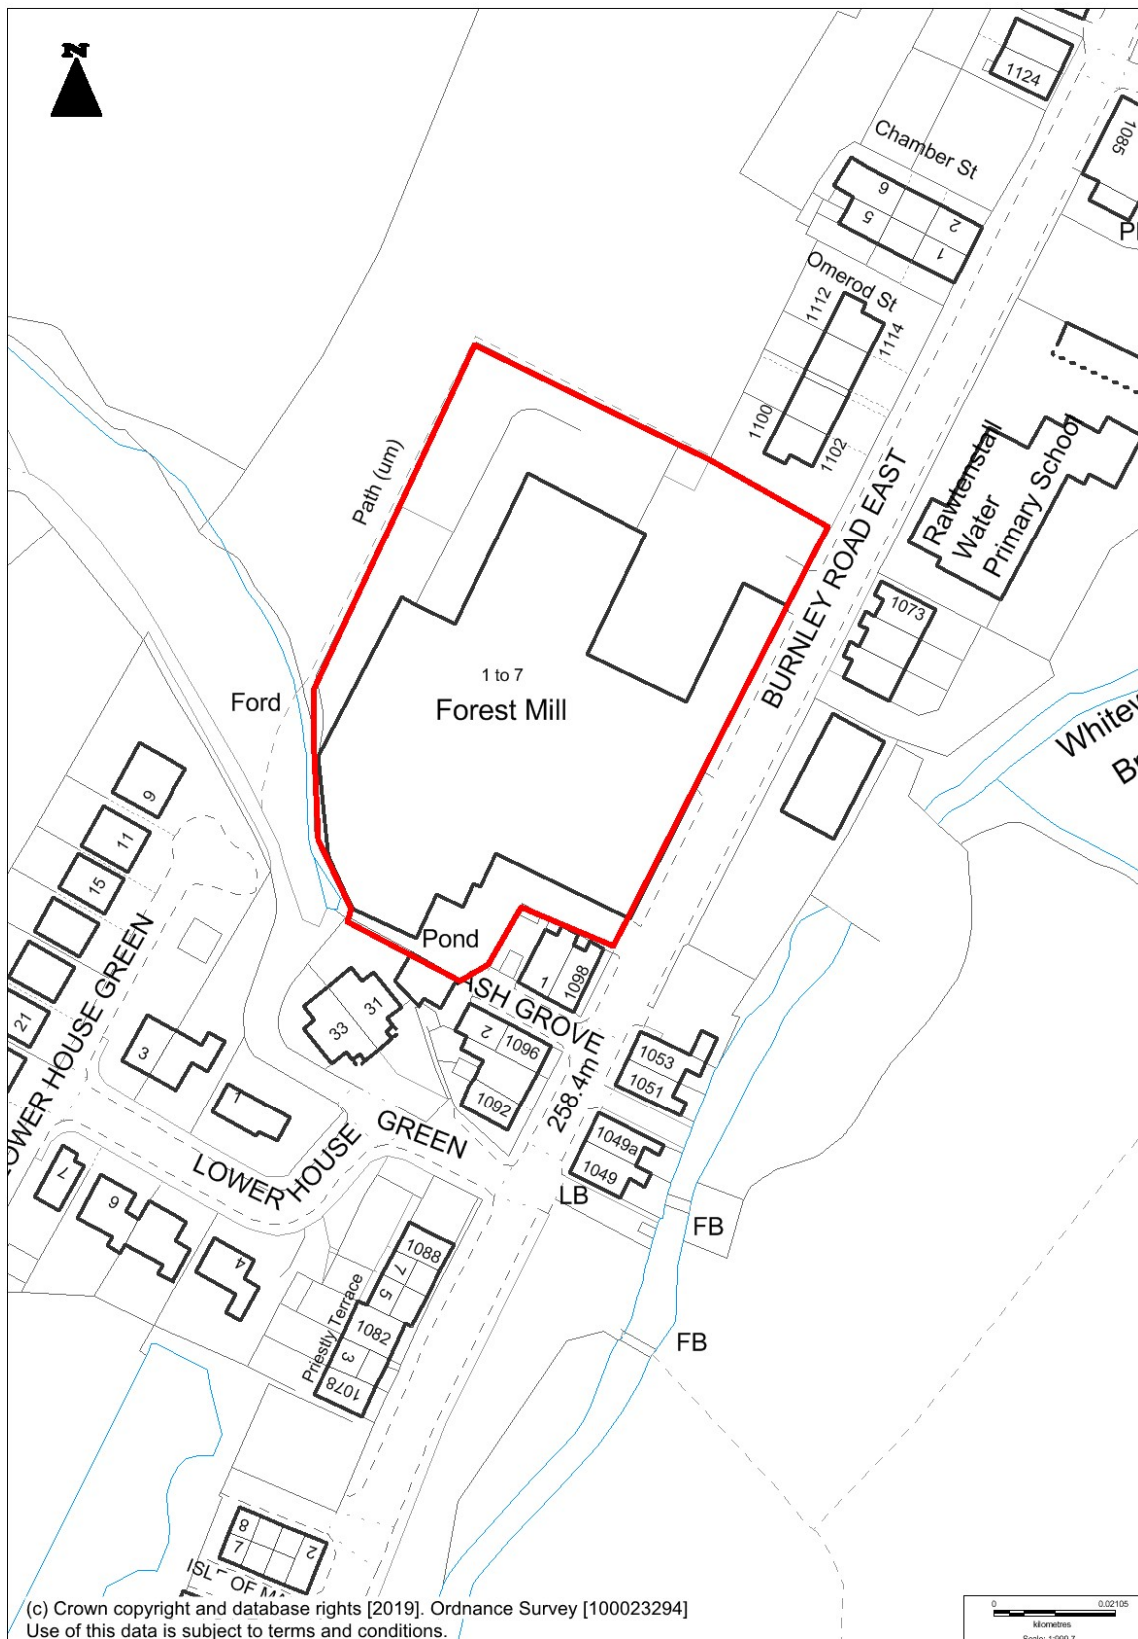 N
1124
1085
Chamber St
6
5
2
1
Omerod St
1112
1114
1100
1102
Path (um)
BURNLEY ROAD EAST
Rawtenstall
Water
Primary School
1073
1 to 7
Forest Mill
Ford
9
11
15
21
Pond
1
1098
ASH GROVE
2
1096
1092
31
33
3
1
LOWER HOUSE GREEN
LOWER HOUSE
GREEN
258.4m
1053
1051
1049a
1049
LB
FB
FB
7
6
4
1088
7
5
1082
3
1078
Priestly Terrace
8
7
2
(c) Crown copyright and database rights [2019]. Ordnance Survey [100023294]
Use of this data is subject to terms and conditions.
0
0.02105
kilometres